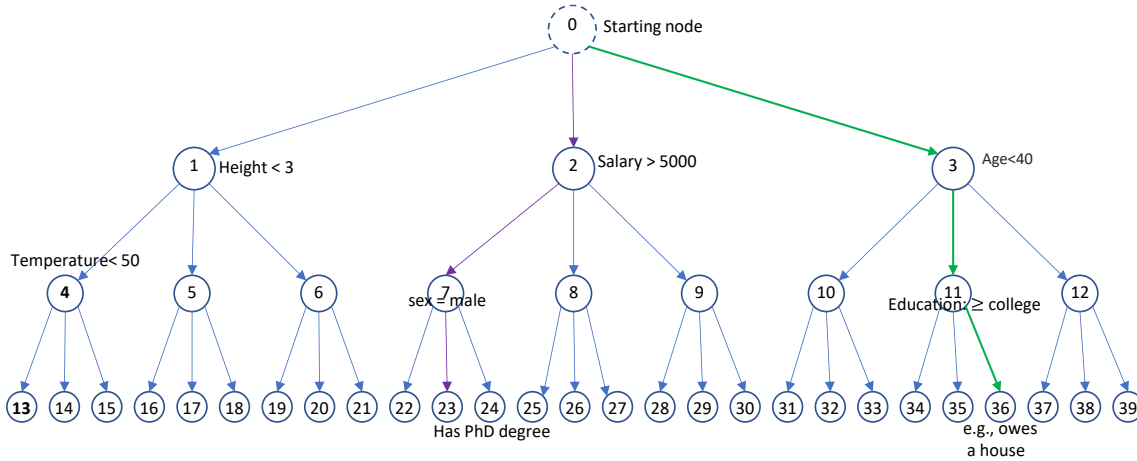 0 Starting node
1 Height < 3 2 Salary > 5000 3 Age<40
Temperature< 50
4 5 6 7 8 9 10 11 12
sex = male Education: ≥ college
13 14 15 16 17 18 19 20 21 22 23 24 25 26 27 28 29 30 31 32 33 34 35 36 37 38 39
Has PhD degree e.g., owes
a house